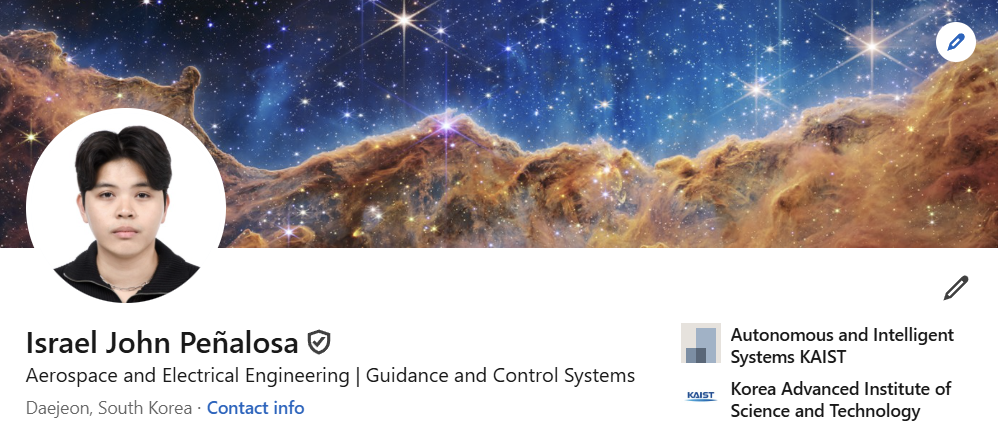 Israel John Peñalosa
Aerospace and Electrical Engineering | Guidance and Control Systems
Daejeon, South Korea · Contact info
Autonomous and Intelligent
Systems KAIST
KAIST
Korea Advanced Institute of
Science and Technology